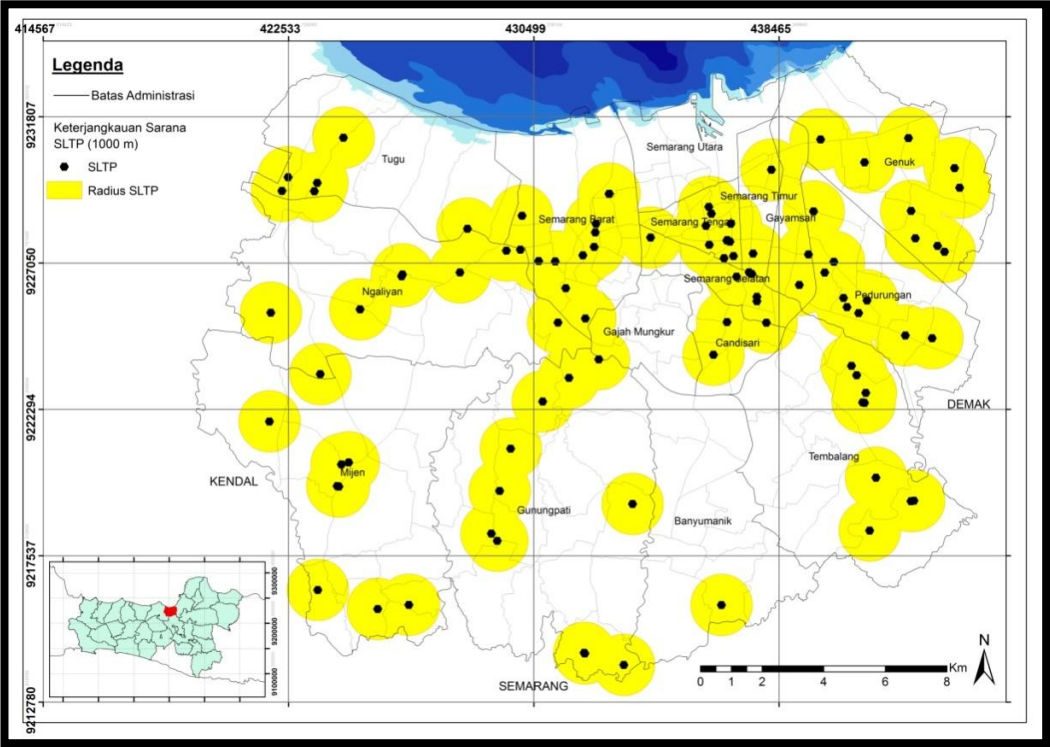 414567
422533
430499
438465
9231807
9227050
9222294
9217537
9212780
Legenda
Batas Administrasi
Keterjangkauan Sarana
SLTP (1000 m)
SLTP
Radius SLTP
Tugu
Semarang Utara
Genuk
Semarang Timur
Semarang Barat
Semarang Tengah
Gayamsari
Semarang Selatan
Ngaliyan
Pedurungan
Gajah Mungkur
Candisari
DEMAK
Tembalang
KENDAL
Mijen
Gunungpati
Banyumanik
SEMARANG
9300000
9200000
9100000
N
Km
0 1 2 4 6 8